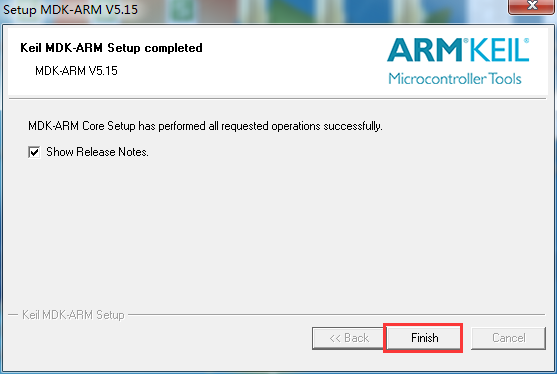 Setup MDK-ARM V5.15
Keil MDK-ARM Setup completed
MDK-ARM V5.15
ARM®KEIL®
Microcontroller Tools
MDK-ARM Core Setup has performed all requested operations successfully.
Show Release Notes.
Keil MDK-ARM Setup
<< Back
Finish
Cancel